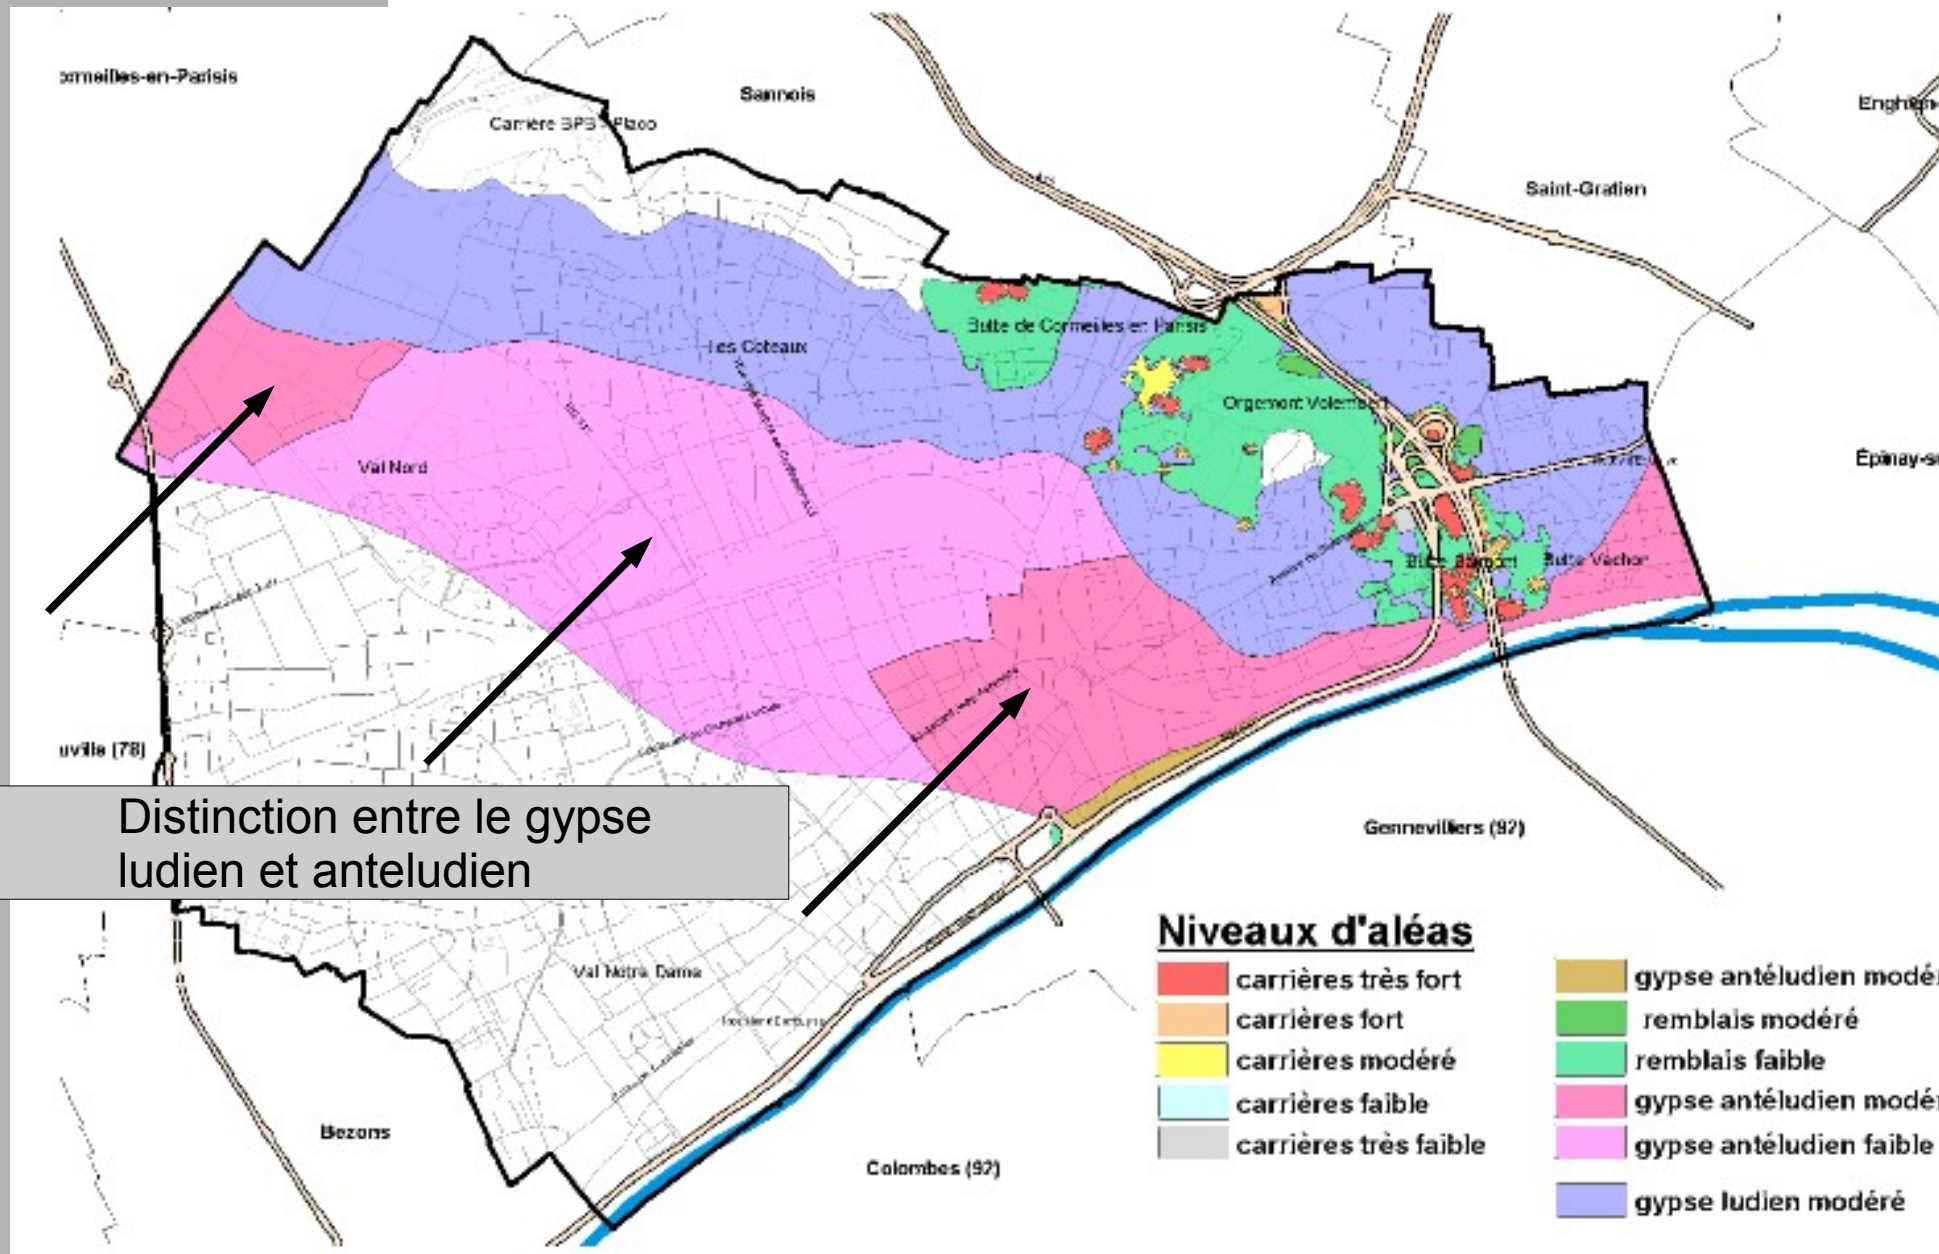 ormeilles-en-Parisis
Sannois
Carrière BPB - Placo
Enghien-
Saint-Gratien
Butte de Cormeilles en Parisis
Les Coteaux
Orgemont Volembert
Val Nord
Épinay-s
Butte Vachon
uville (78)
Distinction entre le gypse
ludien et anteludien
Gennevilliers (92)
Val Notre Dame
Bezons
Colombes (92)
Niveaux d'aléas
carrières très fort
carrières fort
carrières modéré
carrières faible
carrières très faible
gypse antéludien modér
remblais modéré
remblais faible
gypse antéludien modér
gypse antéludien faible
gypse ludien modéré